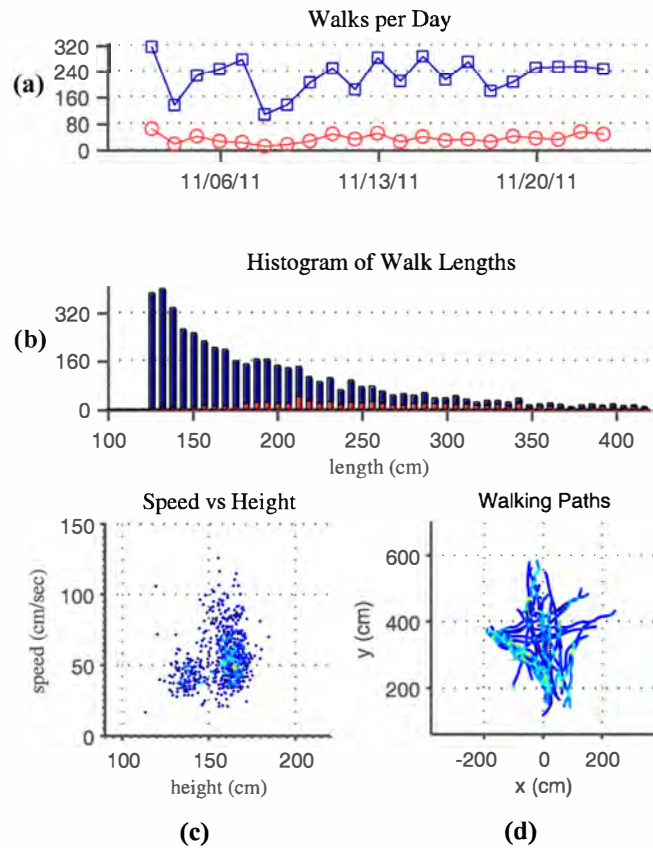 Walks per Day
(a)
320
240
160
80
0
11/06/11 11/13/11 11/20/11
Histogram of Walk Lengths
(b)
320
160
0
100 150 200 250 300 350 400
length (cm)
Speed vs Height
150
100
50
0
speed (cm/sec)
100 150 200
height (cm)
(c)
Walking Paths
600
400
200
y (cm)
-200 0 200
x (cm)
(d)